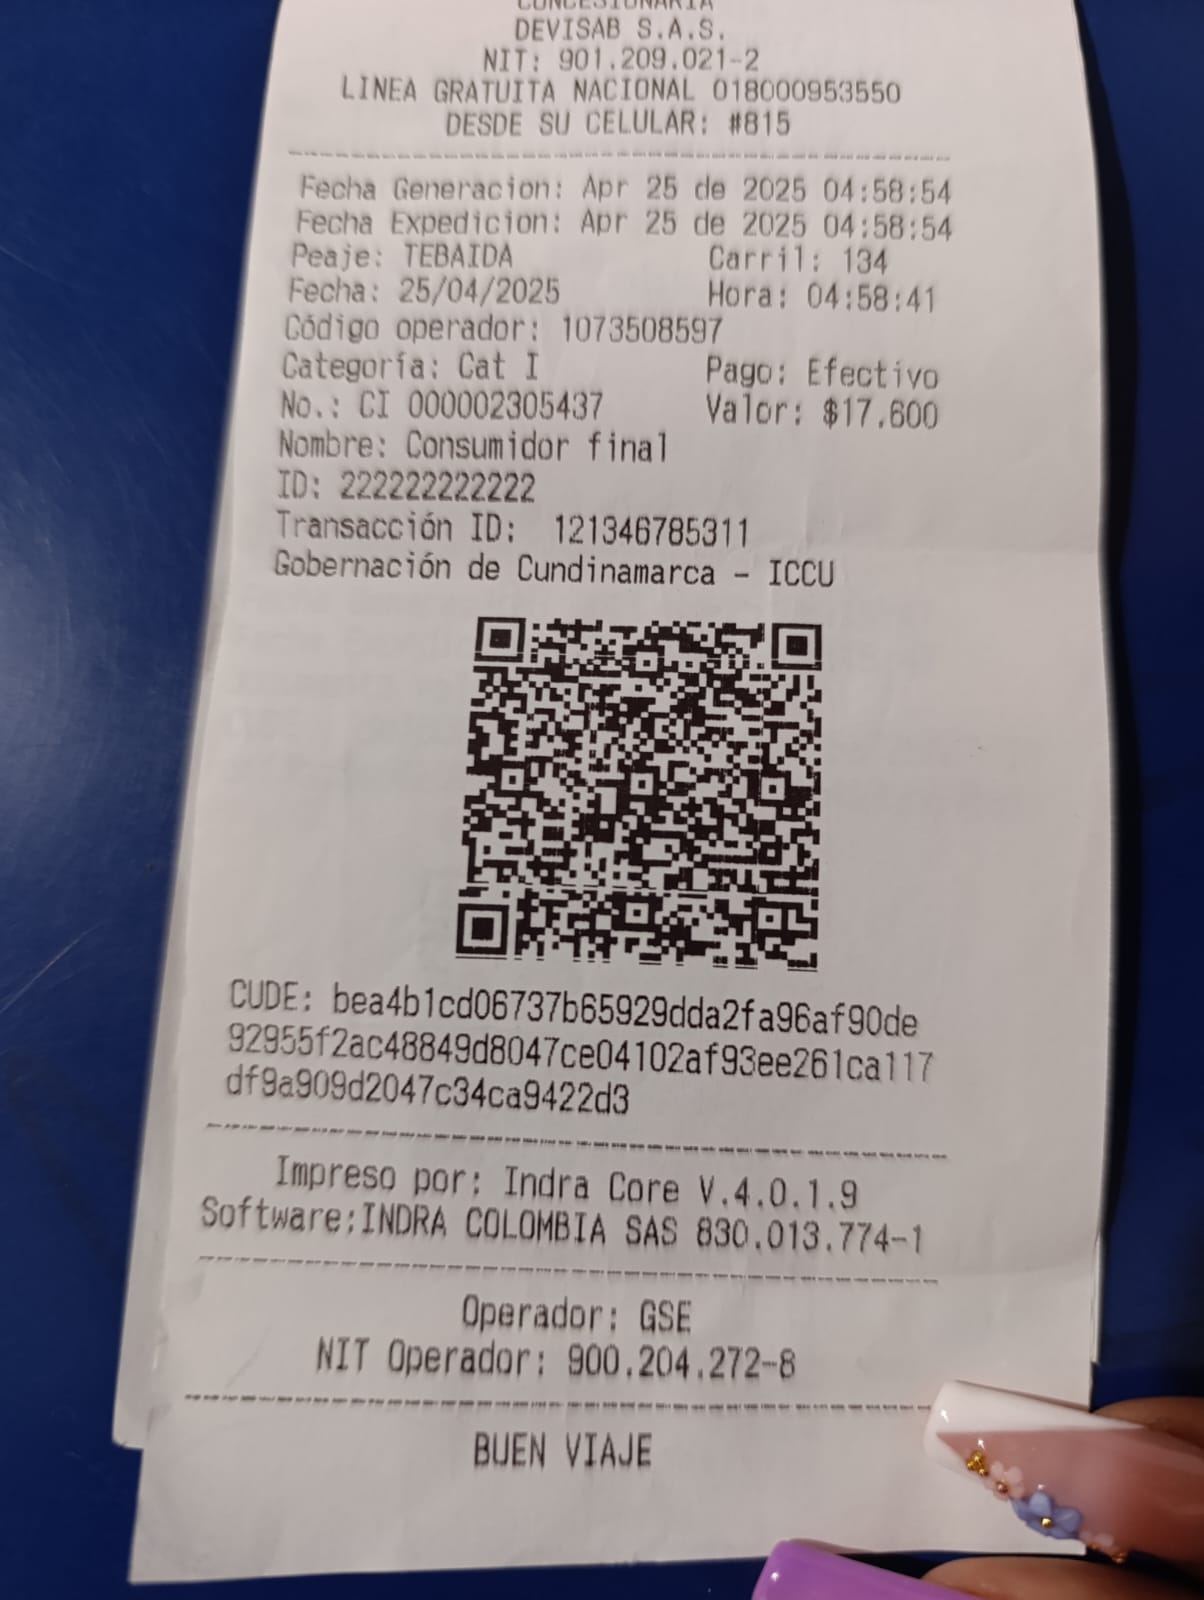 CONCESIONARIA
DEVISAB S.A.S.
NIT: 901.209.021-2
LINEA GRATUITA NACIONAL 018000953550
DESDE SU CELULAR: #815
Fecha Generacion: Apr 25 de 2025 04:58:54
Fecha Expedicion: Apr 25 de 2025 04:58:54
Peaje: TEBAIDA Carril: 134
Fecha: 25/04/2025 Hora: 04:58:41
Código operador: 1073508597
Categoría: Cat I Pago: Efectivo
No.: CI 000002305437 Valor: $17.600
Nombre: Consumidor final
ID: 222222222222
Transacción ID: 121346785311
Gobernación de Cundinamarca - ICCU
CUDE: bea4b1cd06737b65929dda2fa96af90de
92955f2ac48849d8047ce04102af93ee261ca117
df9a909d2047c34ca9422d3
Impreso por: Indra Core V.4.0.1.9
Software:INDRA COLOMBIA SAS 830.013.774-1
Operador: GSE
NIT Operador: 900.204.272-8
BUEN VIAJE